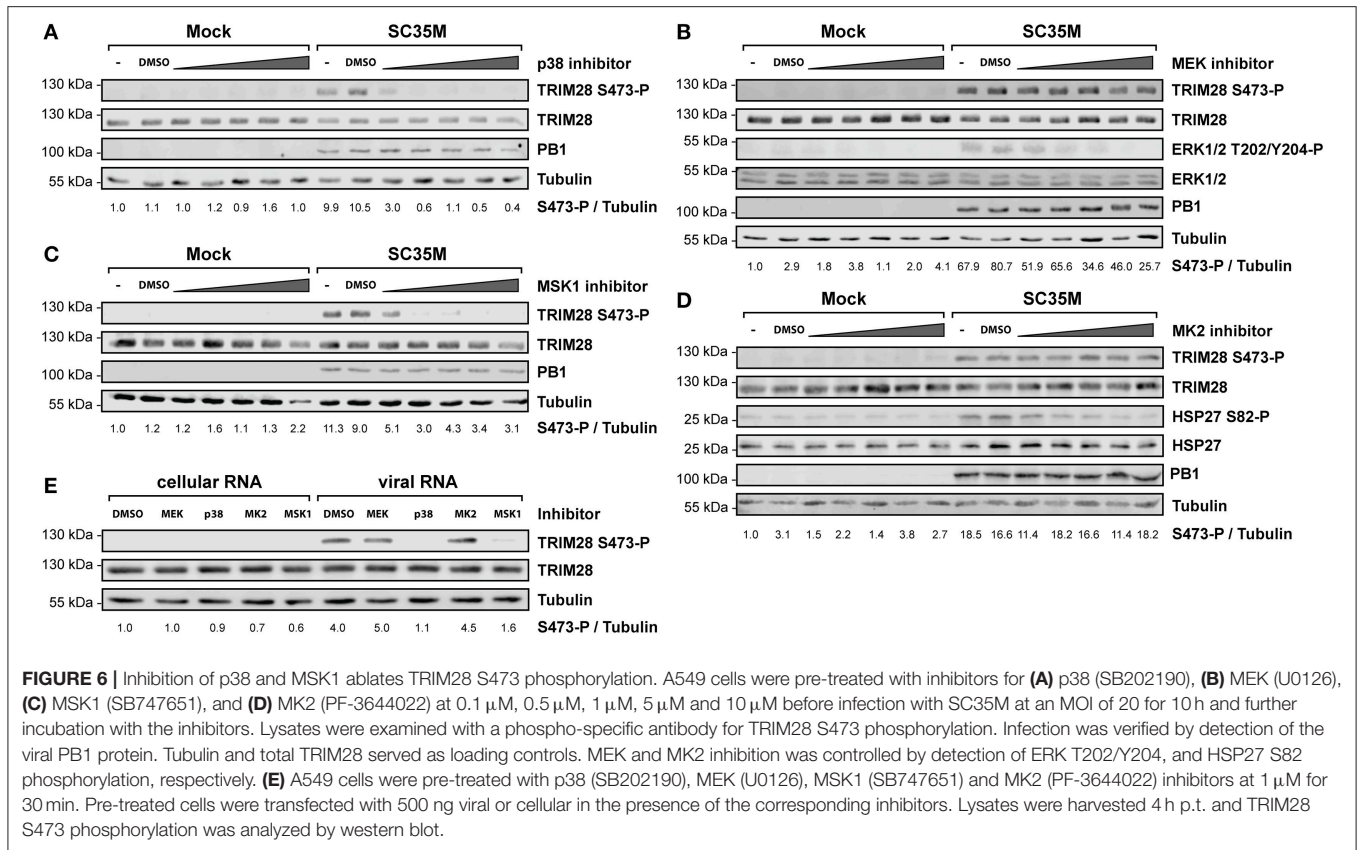 A
Mock SC35M
- DMSO - DMSO p38 inhibitor
130 kDa - TRIM28 S473-P
130 kDa - TRIM28
100 kDa - PB1
55 kDa - Tubulin
1.0 1.1 1.0 1.2 0.9 1.6 1.0 9.9 10.5 3.0 0.6 1.1 0.5 0.4 S473-P / Tubulin
B
Mock SC35M
- DMSO - DMSO MEK inhibitor
130 kDa - TRIM28 S473-P
130 kDa - TRIM28
55 kDa - ERK1/2 T202/Y204-P
55 kDa - ERK1/2
100 kDa - PB1
55 kDa - Tubulin
1.0 2.9 1.8 3.8 1.1 2.0 4.1 67.9 80.7 51.9 65.6 34.6 46.0 25.7 S473-P / Tubulin
C
Mock SC35M
- DMSO - DMSO MSK1 inhibitor
130 kDa - TRIM28 S473-P
130 kDa - TRIM28
100 kDa - PB1
55 kDa - Tubulin
1.0 1.2 1.2 1.6 1.1 1.3 2.2 11.3 9.0 5.1 3.0 4.3 3.4 3.1 S473-P / Tubulin
D
Mock SC35M
- DMSO - DMSO MK2 inhibitor
130 kDa - TRIM28 S473-P
130 kDa - TRIM28
25 kDa - HSP27 S82-P
25 kDa - HSP27
100 kDa - PB1
55 kDa - Tubulin
1.0 3.1 1.5 2.2 1.4 3.8 2.7 18.5 16.6 11.4 18.2 16.6 11.4 18.2 S473-P / Tubulin
E
cellular RNA viral RNA
DMSO MEK p38 MK2 MSK1 DMSO MEK p38 MK2 MSK1 Inhibitor
130 kDa - TRIM28 S473-P
130 kDa - TRIM28
55 kDa - Tubulin
1.0 1.0 0.9 0.7 0.6 4.0 5.0 1.1 4.5 1.6 S473-P / Tubulin
FIGURE 6 | Inhibition of p38 and MSK1 ablates TRIM28 S473 phosphorylation. A549 cells were pre-treated with inhibitors for (A) p38 (SB202190), (B) MEK (U0126),
(C) MSK1 (SB747651), and (D) MK2 (PF-3644022) at 0.1 μM, 0.5 μM, 1 μM, 5 μM and 10 μM before infection with SC35M at an MOI of 20 for 10 h and further
incubation with the inhibitors. Lysates were examined with a phospho-specific antibody for TRIM28 S473 phosphorylation. Infection was verified by detection of the
viral PB1 protein. Tubulin and total TRIM28 served as loading controls. MEK and MK2 inhibition was controlled by detection of ERK T202/Y204, and HSP27 S82
phosphorylation, respectively. (E) A549 cells were pre-treated with p38 (SB202190), MEK (U0126), MSK1 (SB747651) and MK2 (PF-3644022) inhibitors at 1 μM for
30 min. Pre-treated cells were transfected with 500 ng viral or cellular in the presence of the corresponding inhibitors. Lysates were harvested 4 h p.t. and TRIM28
S473 phosphorylation was analyzed by western blot.